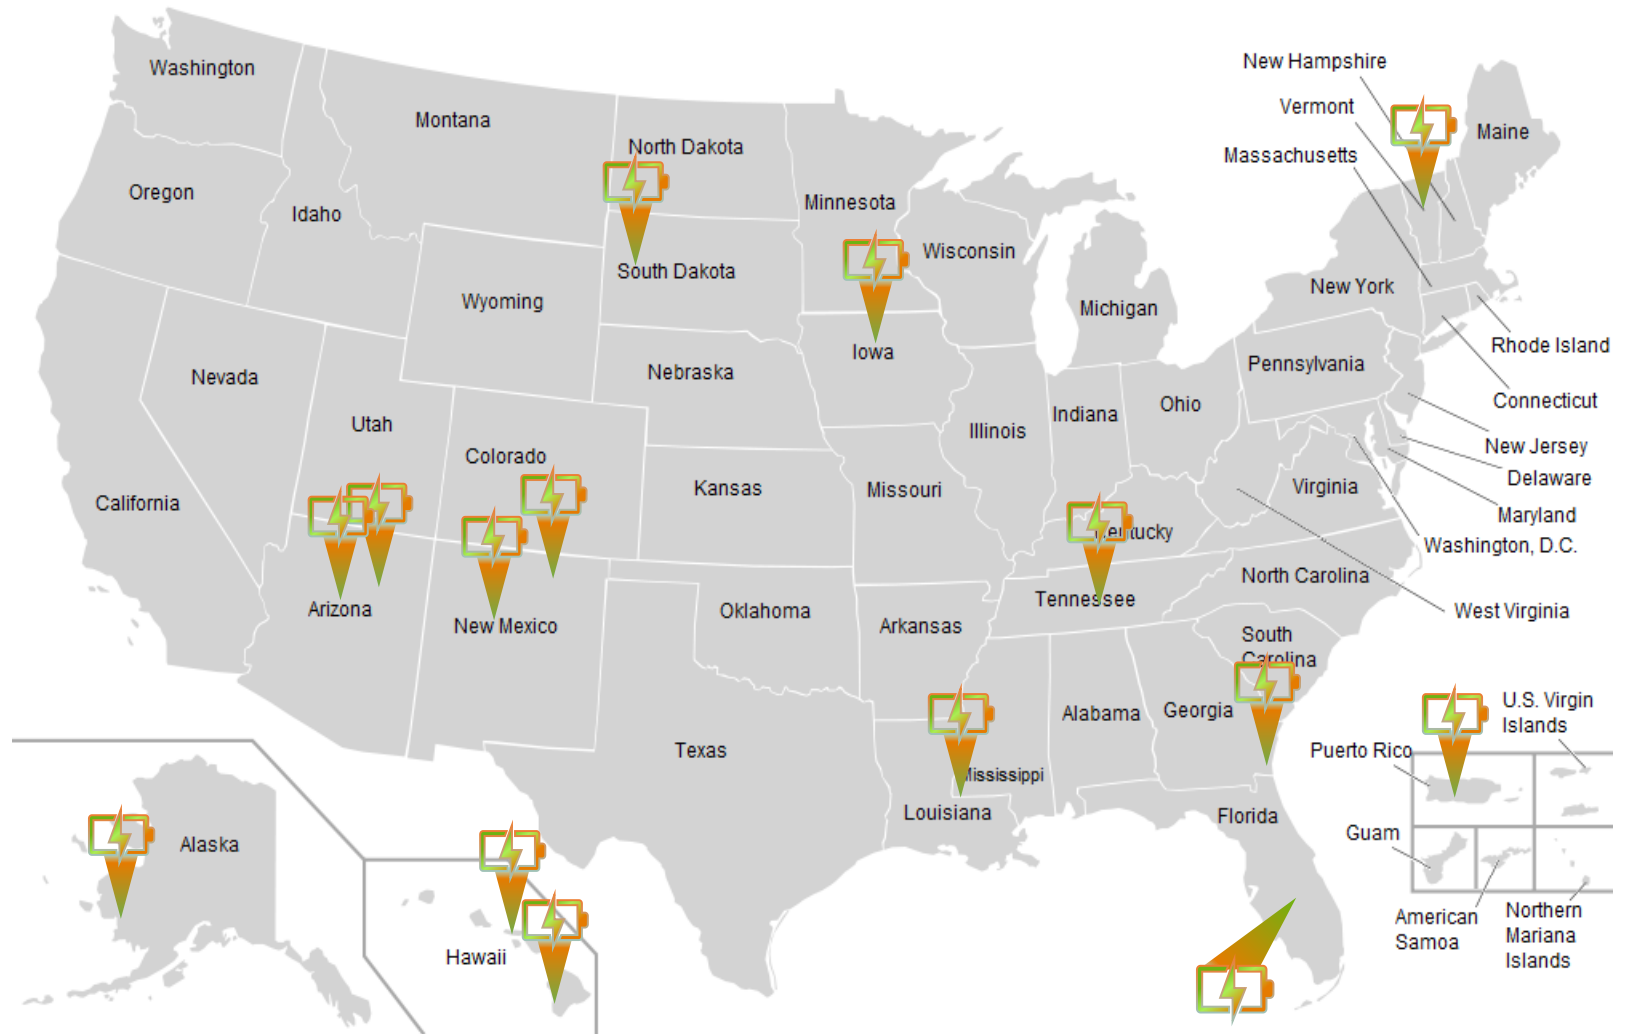 Washington
Montana
North Dakota
Minnesota
New Hampshire
Vermont
Massachusetts
Maine
Oregon
Idaho
Wyoming
South Dakota
Wisconsin
Michigan
New York
Rhode Island
Connecticut
Nevada
Utah
Nebraska
Iowa
Illinois
Indiana
Ohio
Pennsylvania
New Jersey
Delaware
Maryland
Washington, D.C.
California
Colorado
Kansas
Missouri
Kentucky
Virginia
West Virginia
Arizona
New Mexico
Oklahoma
Arkansas
Tennessee
North Carolina
South
Carolina
Texas
Louisiana
Mississippi
Alabama
Georgia
Florida
Alaska
Hawaii
Puerto Rico
U.S. Virgin
Islands
Guam
American
Samoa
Northern
Mariana
Islands